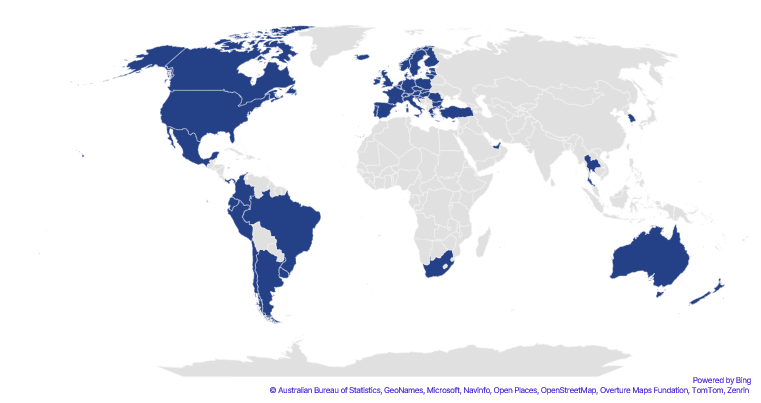 Powered by Bing
© Australian Bureau of Statistics, GeoNames, Microsoft, Navinfo, Open Places, OpenStreetMap, Overture Maps Fundation, TomTom, Zenrin